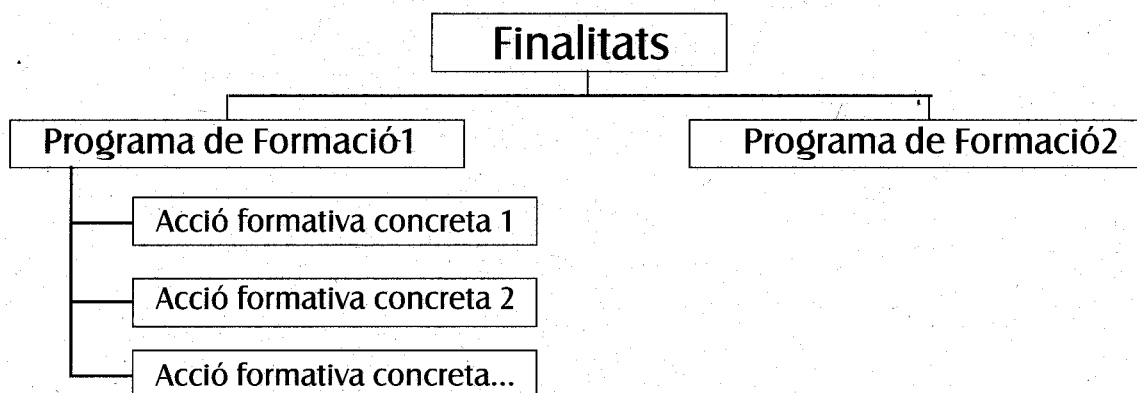 Finalitats
Programa de Formació1
Programa de Formació2
Acció formativa concreta 1
Acció formativa concreta 2
Acció formativa concreta...